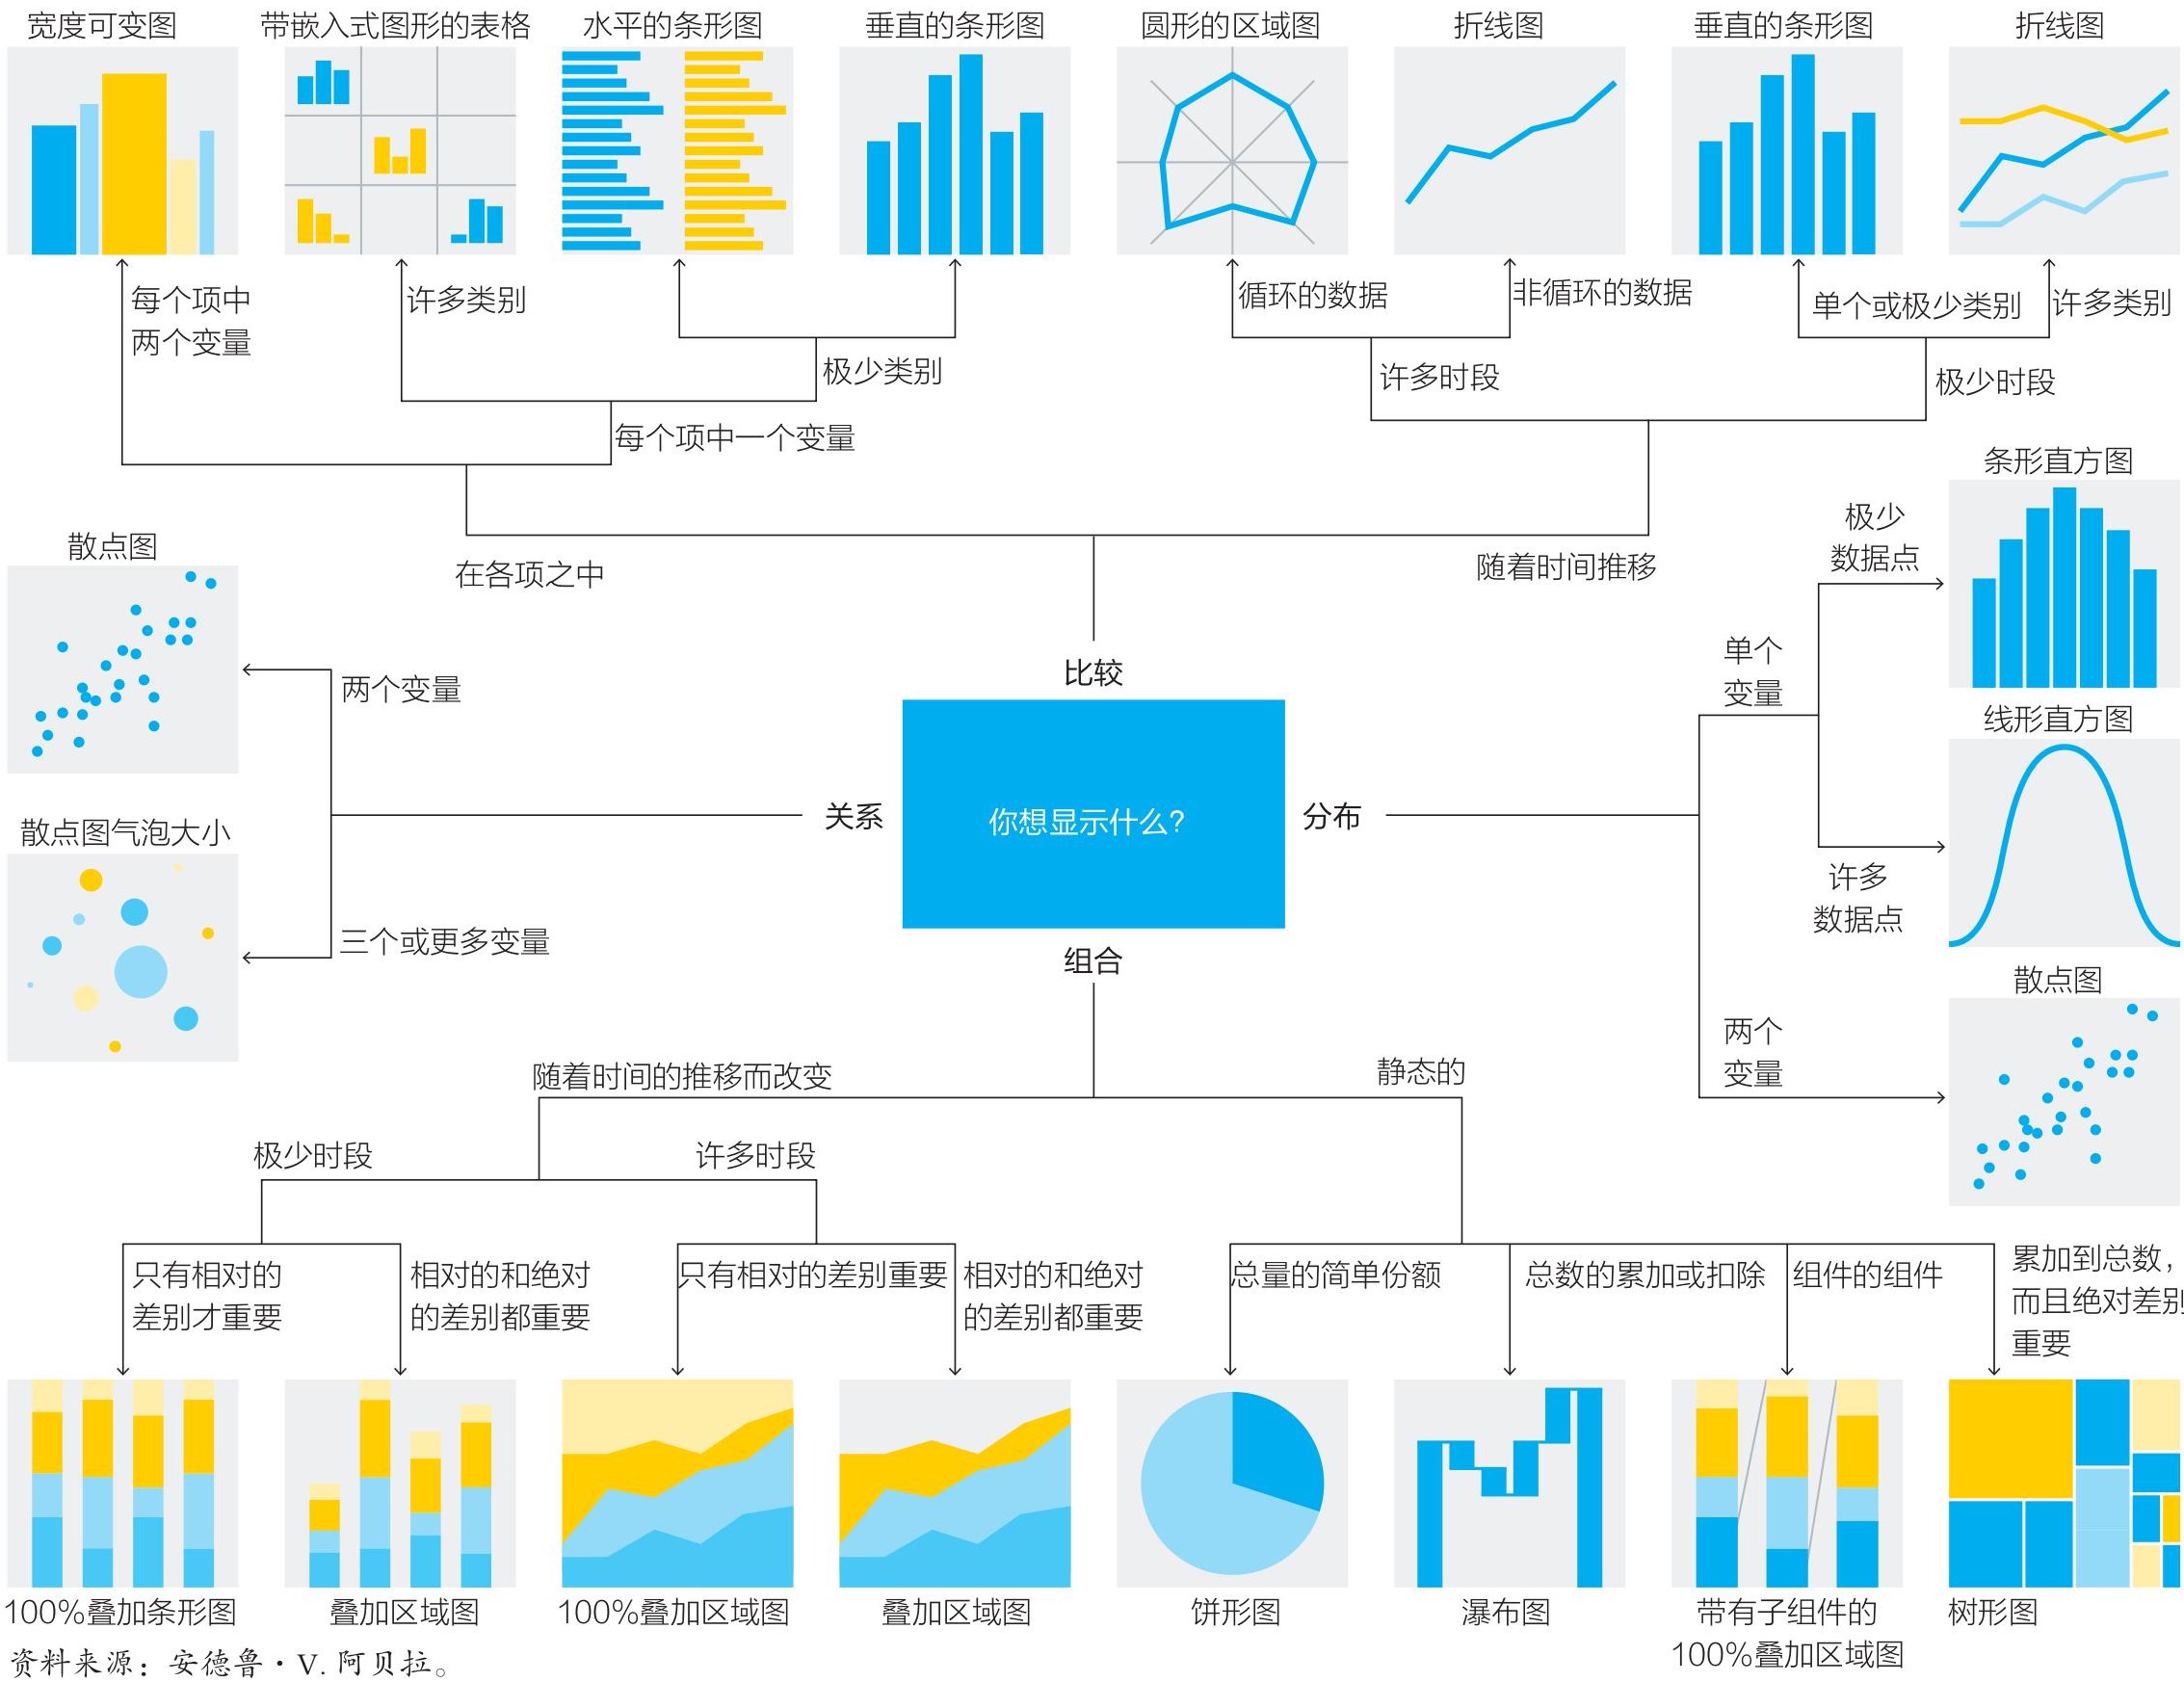 宽度可变图
带嵌入式图形的表格
水平的条形图
垂直的条形图
圆形的区域图
折线图
垂直的条形图
折线图
每个项中
两个变量
许多类别
极少类别
每个项中一个变量
循环的数据
非循环的数据
许多时段
单个或极少类别
许多类别
极少时段
在各项之中
随着时间推移
比较
你想显示什么?
关系
分布
组合
散点图
两个变量
散点图气泡大小
三个或更多变量
条形直方图
极少
数据点
单个
变量
线形直方图
许多
数据点
散点图
两个
变量
随着时间的推移而改变
静态的
极少时段
许多时段
只有相对的
差别才重要
相对的和绝对
的差别都重要
只有相对的差别重要
相对的和绝对
的差别都重要
总量的简单份额
总数的累加或扣除
组件的组件
累加到总数，
而且绝对差别
重要
100%叠加条形图
叠加区域图
100%叠加区域图
叠加区域图
饼形图
瀑布图
带有子组件的
100%叠加区域图
树形图
资料来源：安德鲁·V. 阿贝拉。